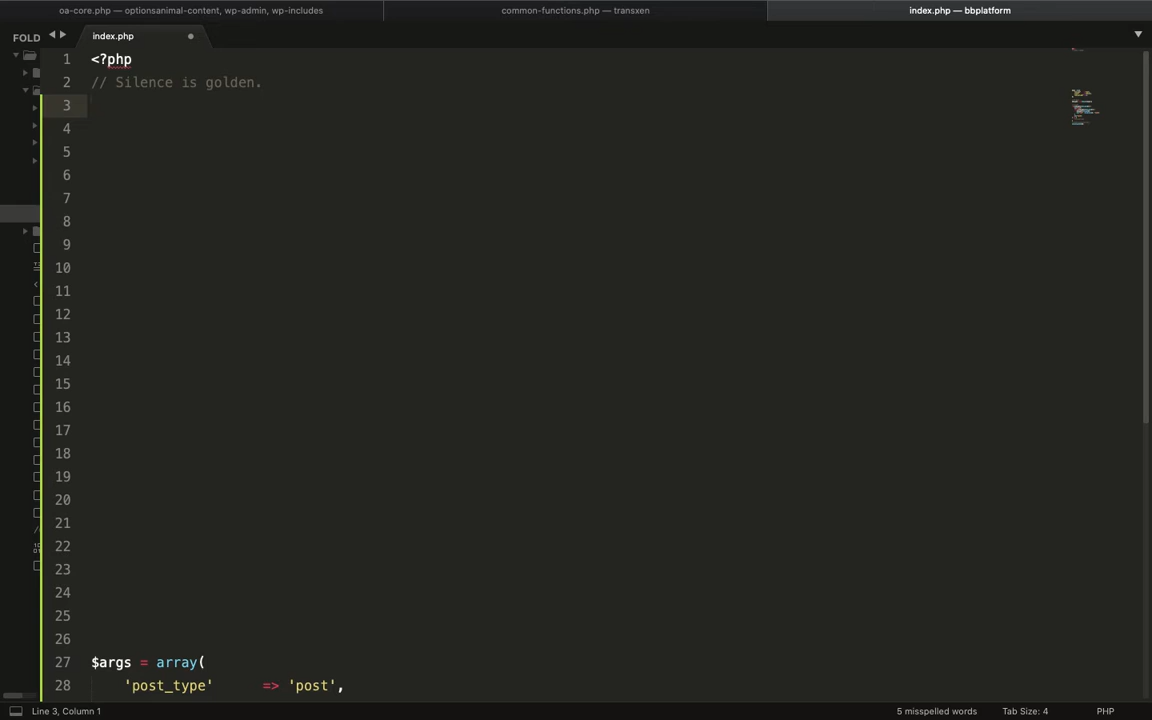 oa-core.php — optionsanimal-content, wp-admin, wp-includes
common-functions.php — transxen
index.php — bbplatform
FOLD
index.php
1 <?php
2 // Silence is golden.
3
4
5
6
7
8
9
10
11
12
13
14
15
16
17
18
19
20
21
22
23
24
25
26
27 $args = array(
28 'post_type' => 'post',
Line 3, Column 1
5 misspelled words
Tab Size: 4
PHP